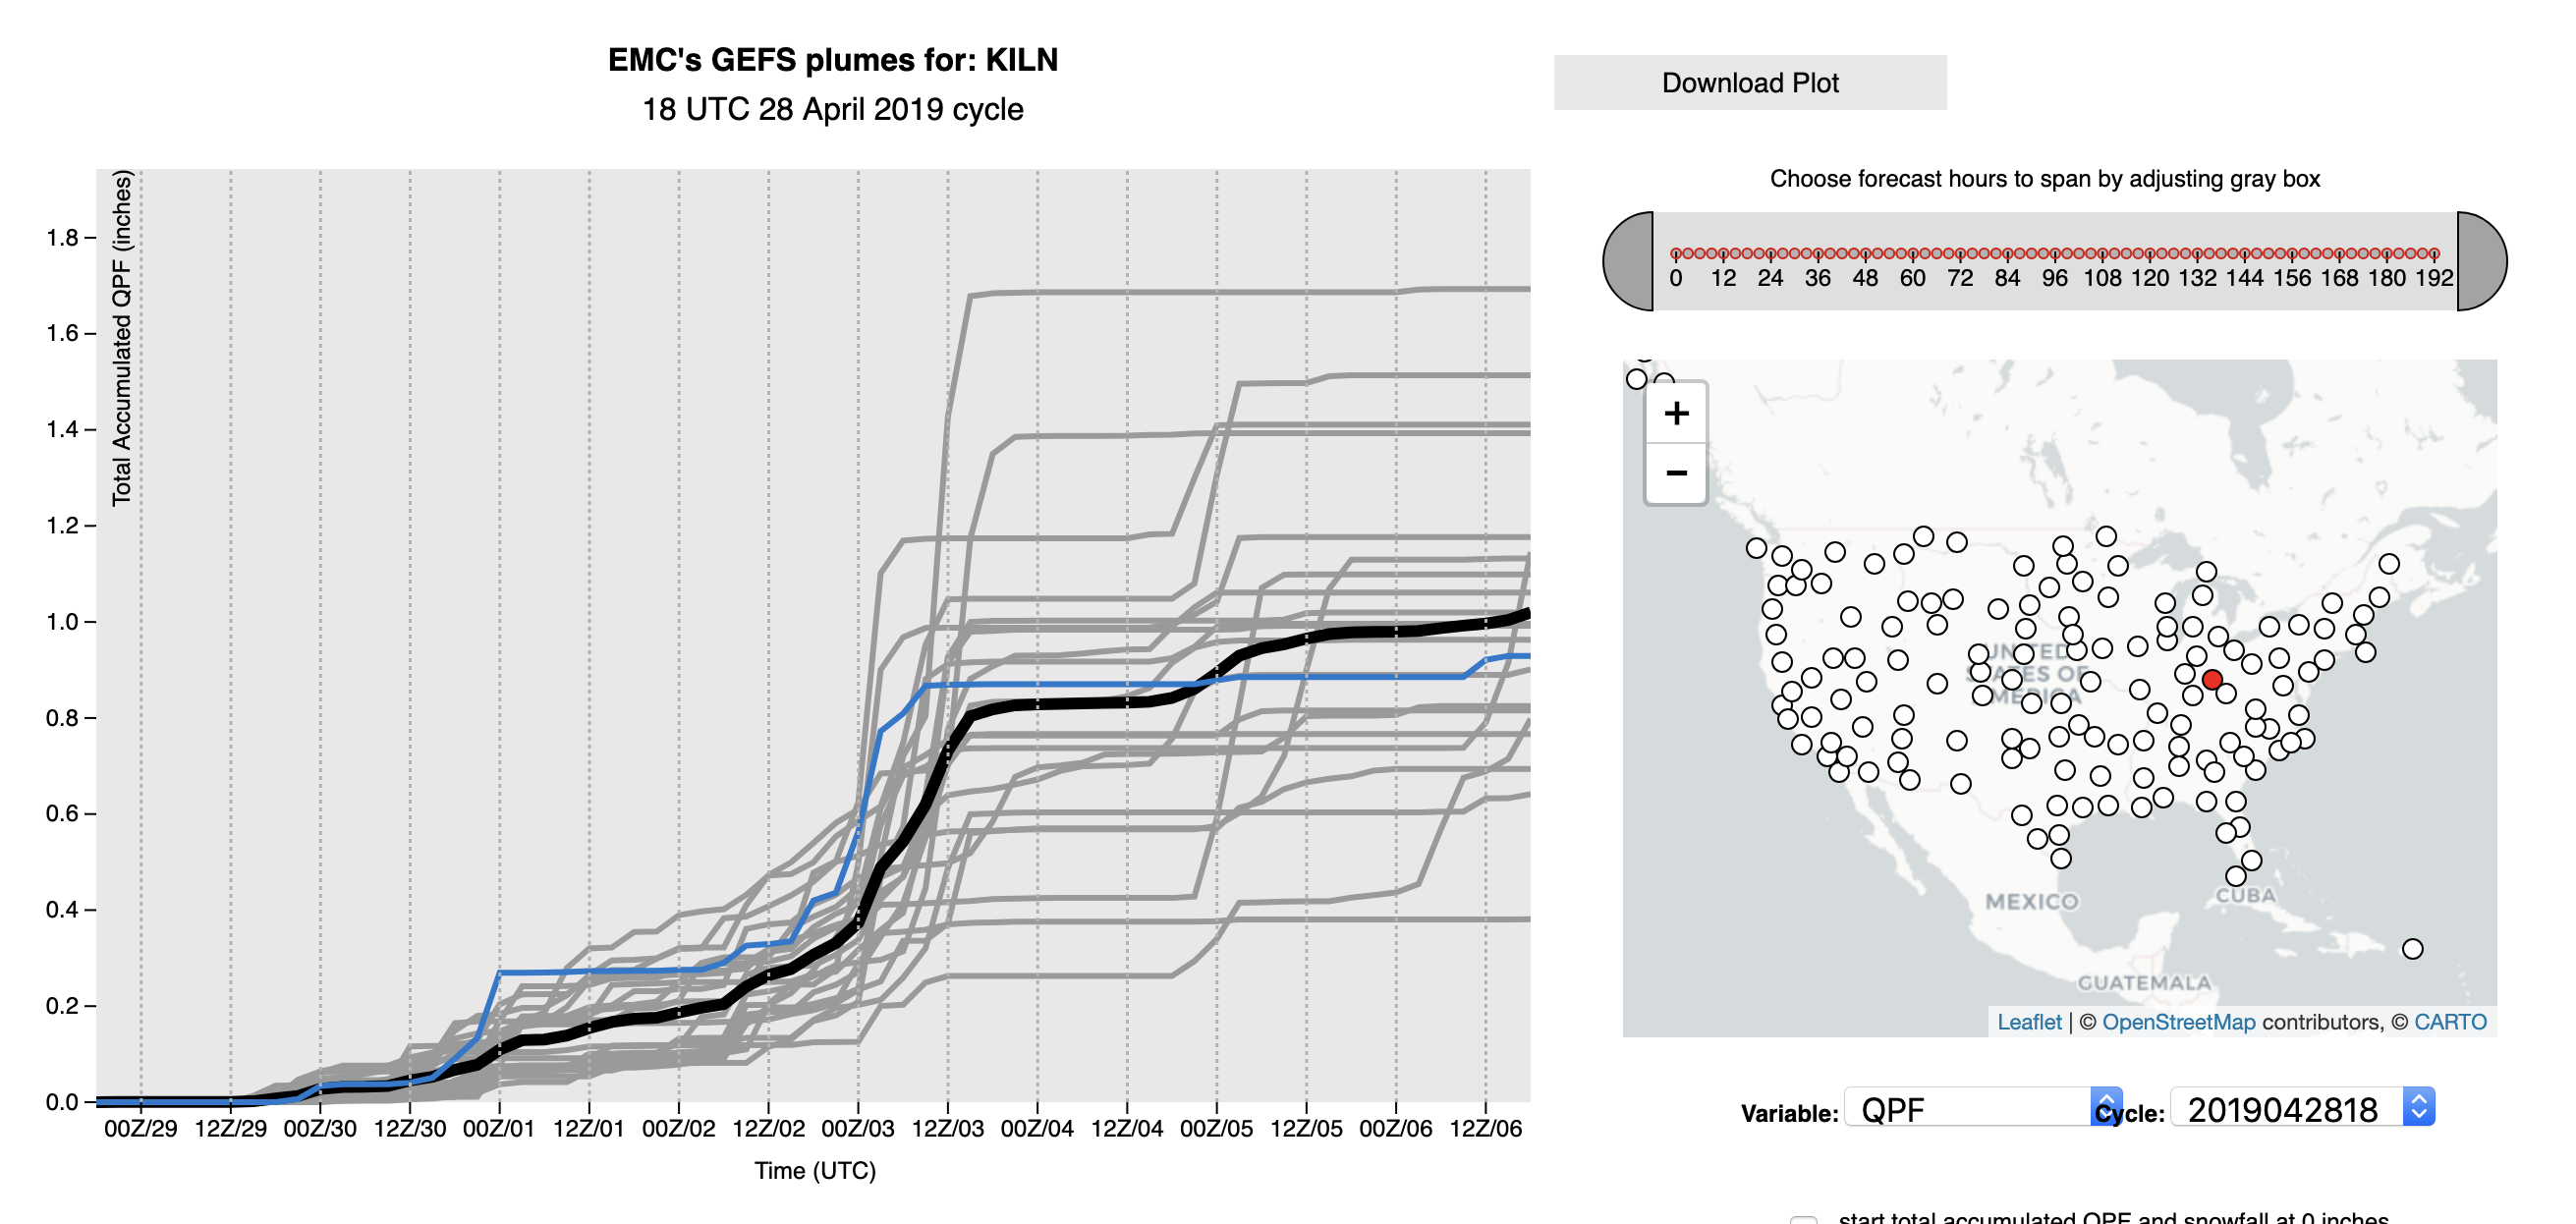 EMC's GEFS plumes for: KILN
18 UTC 28 April 2019 cycle
Total Accumulated QPF (inches)
1.8
1.6
1.4
1.2
1.0
0.8
0.6
0.4
0.2
0.0
00Z/29 12Z/29 00Z/30 12Z/30 00Z/01 12Z/01 00Z/02 12Z/02 00Z/03 12Z/03 00Z/04 12Z/04 00Z/05 12Z/05 00Z/06 12Z/06
Time (UTC)
Download Plot
Choose forecast hours to span by adjusting gray box
0 12 24 36 48 60 72 84 96 108 120 132 144 156 168 180 192
+
−
UNITED
STATES OF
AMERICA
MEXICO
CUBA
GUATEMALA
Leaflet | © OpenStreetMap contributors, © CARTO
Variable: QPF Cycle: 2019042818
start total accumulated QPF and snowfall at 0 inches